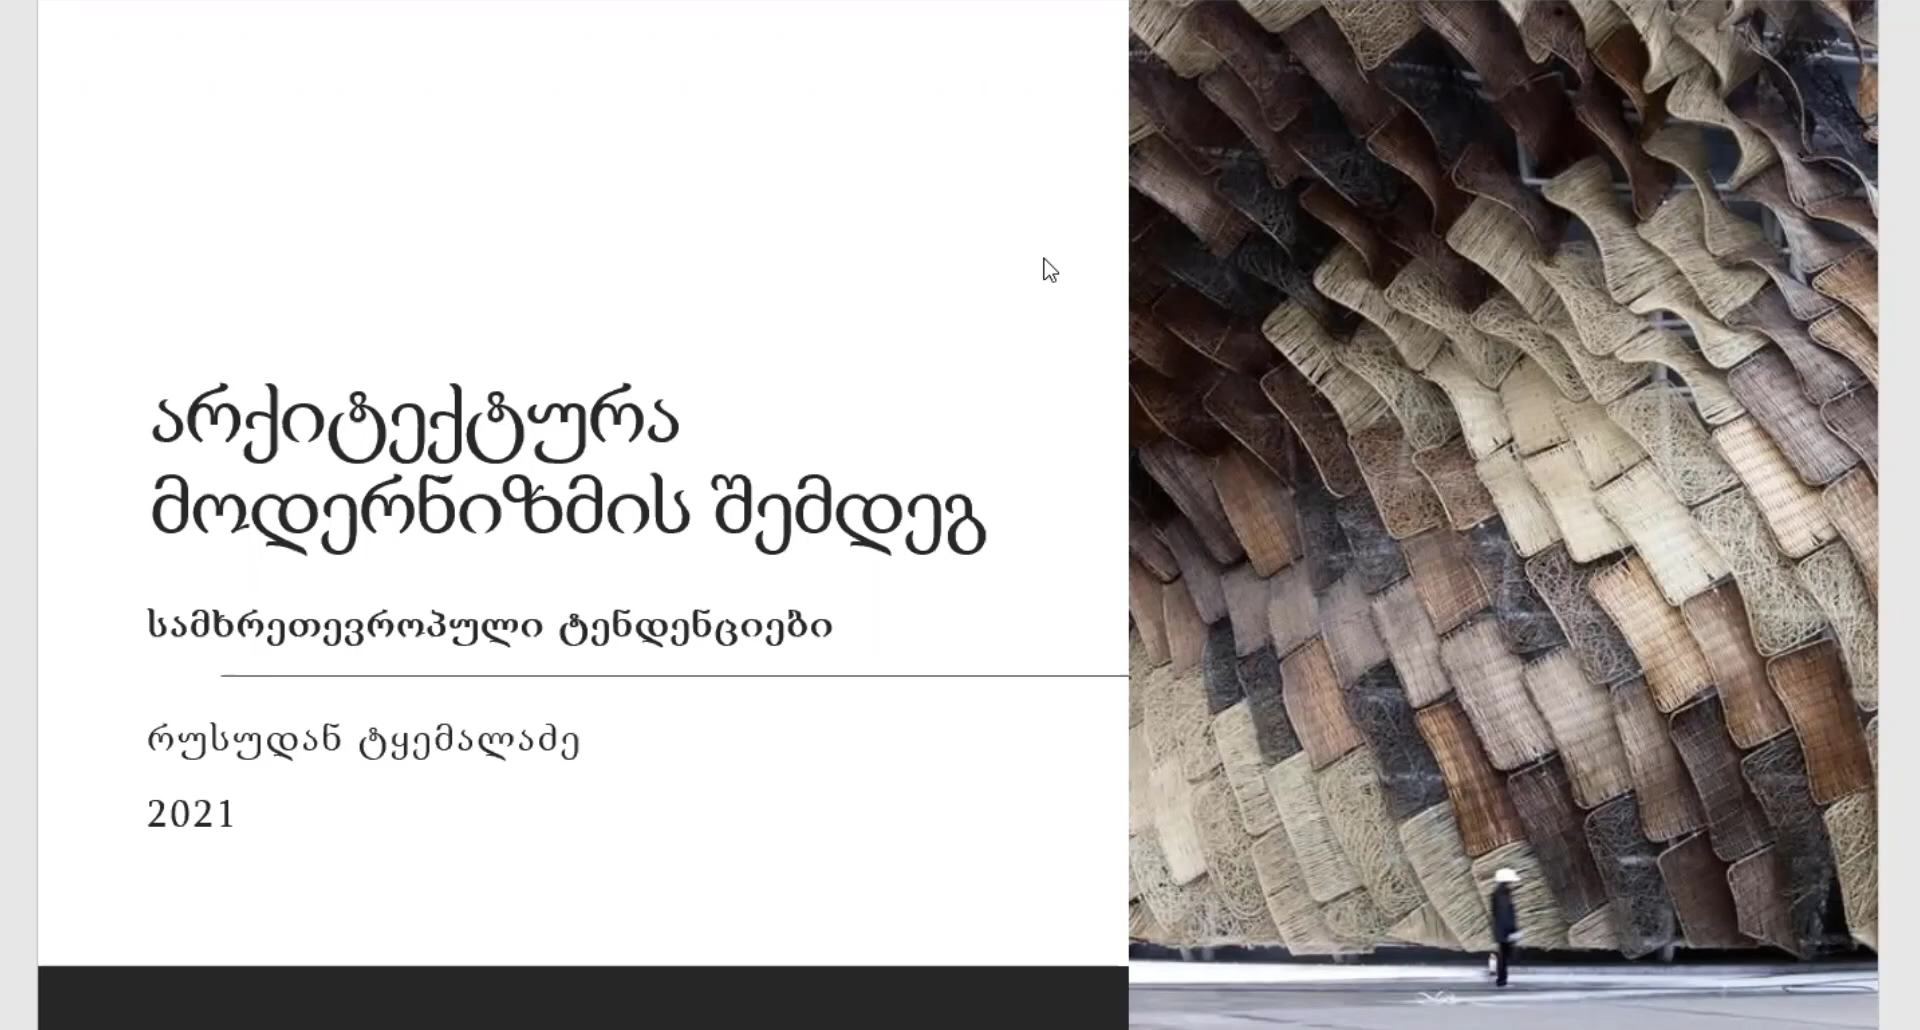 არქიტექტურა
მოდერნიზმის შემდეგ
სამხრეთევროპული ტენდენციები
რუსუდან ტყემალაძე
2021